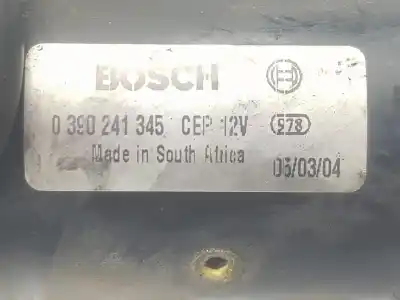 BOSCH
0 390 241 345 CEP 12V 978
Made in South Africa 05/03/04